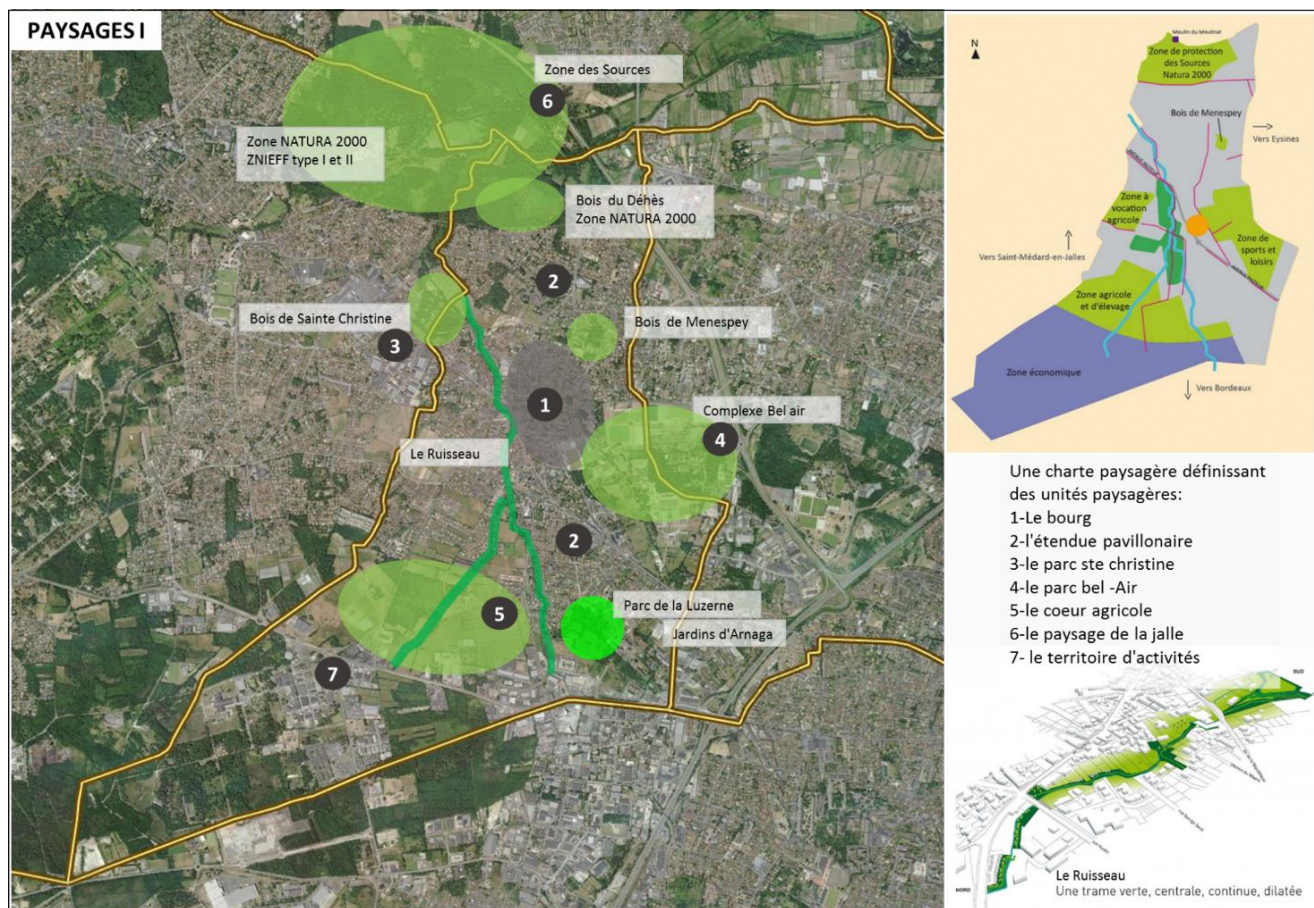 PAYSAGES I
Zone des Sources
6
Zone NATURA 2000
ZNIEFF type I et II
Bois du Déhès
Zone NATURA 2000
2
Bois de Sainte Christine
3
Bois de Menespey
1
Complexe Bel air
4
Le Ruisseau
2
5
Parc de la Luzerne
Jardins d'Arnaga
7
Moulin du Moulinat
N
Zone de protection
des Sources
Natura 2000
Bois de Menespey
Vers Eysines
Zone à
vocation
agricole
Zone de
sports et
loisirs
Vers Saint-Médard-en-Jalles
Zone agricole
et d'élevage
Zone économique
Vers Bordeaux
Une charte paysagère définissant
des unités paysagères:
1-Le bourg
2-l'étendue pavillonaire
3-le parc ste christine
4-le parc bel -Air
5-le coeur agricole
6-le paysage de la jalle
7- le territoire d'activités
SUD
NORD
Le Ruisseau
Une trame verte, centrale, continue, dilatée